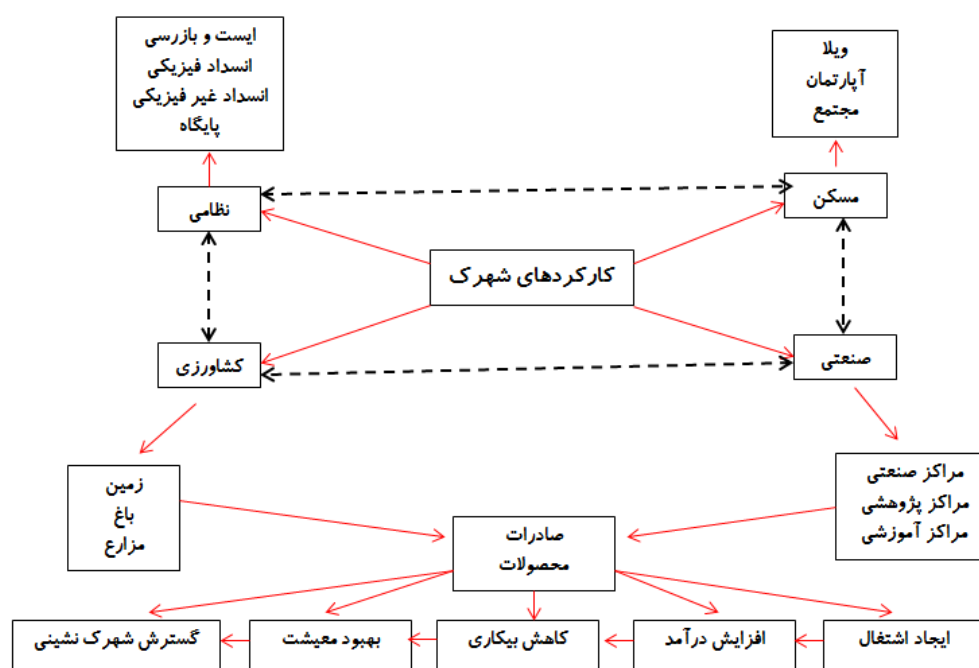 ایست و بازرسی
انسداد فیزیکی
انسداد غیر فیزیکی
پایگاه
ویلا
آپارتمان
مجتمع
نظامی
مسکن
کارکردهای شهرک
کشاورزی
صنعتی
زمین
باغ
مزارع
مراکز صنعتی
مراکز پژوهشی
مراکز آموزشی
صادرات
محصولات
ایجاد اشتغال
افزایش درآمد
کاهش بیکاری
بهبود معیشت
گسترش شهرک نشینی